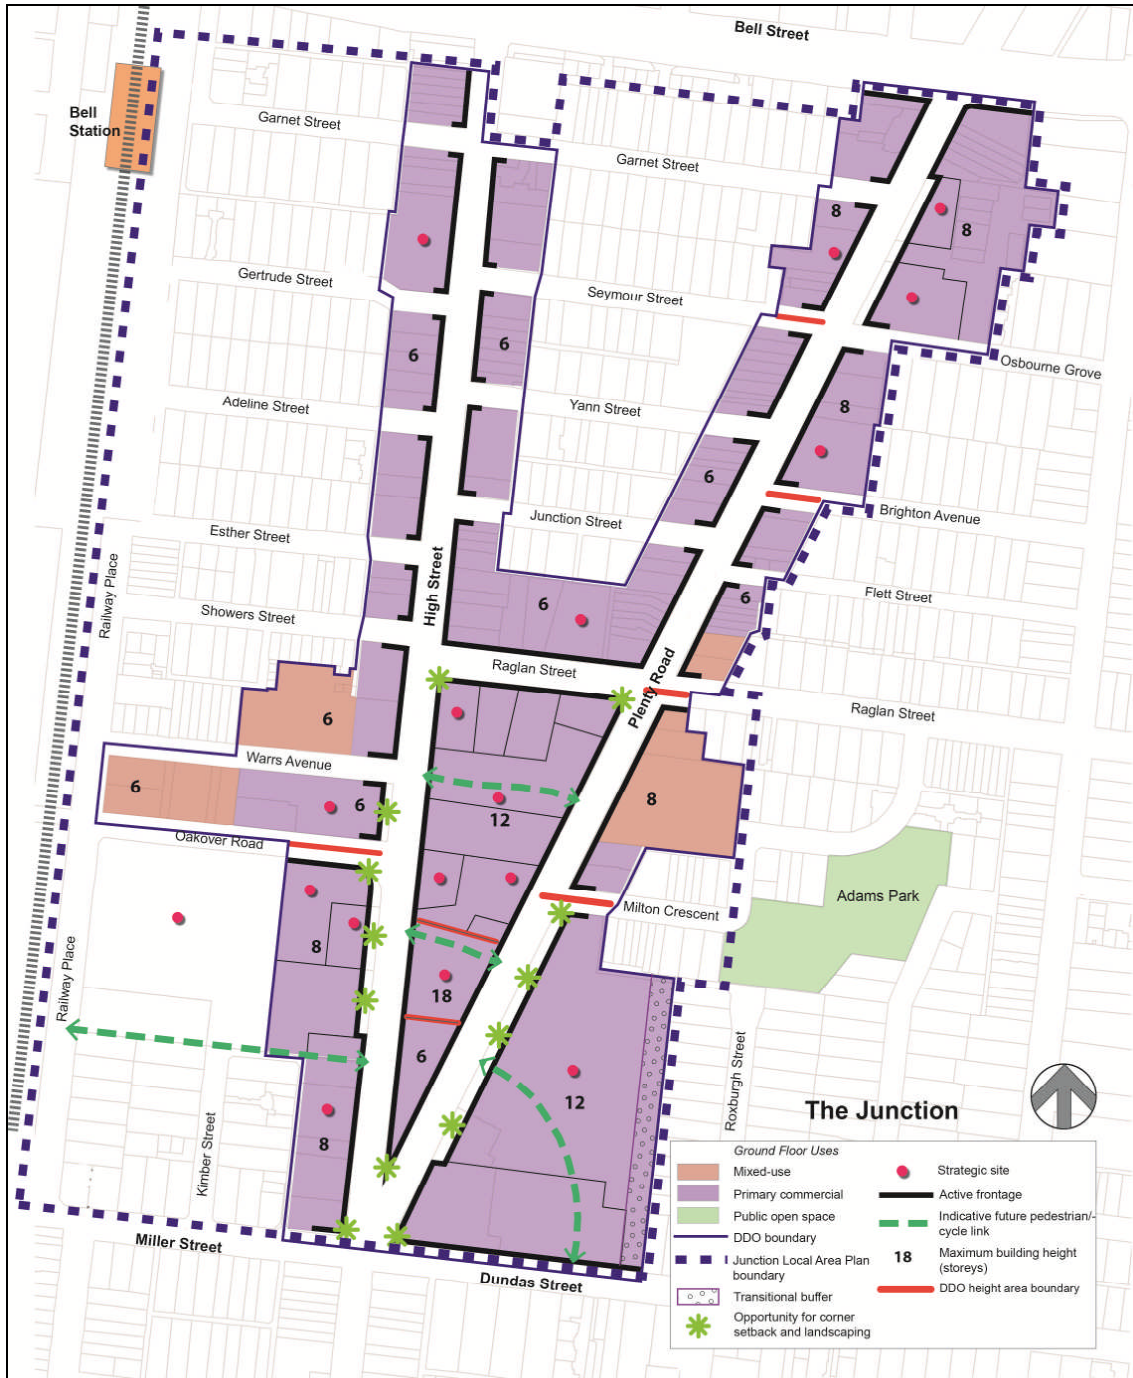 Bell Street
Bell
Station
Garnet Street
Garnet Street
8
8
Gertrude Street
Seymour Street
6
6
Osbourne Grove
Adeline Street
Yann Street
8
6
Junction Street
Brighton Avenue
Esther Street
High Street
Railway Place
Flett Street
6
6
Showers Street
Raglan Street
Plenty Road
Raglan Street
6
Warrs Avenue
6
6
8
12
Oakover Road
Adams Park
Milton Crescent
8
Railway Place
18
6
12
Roxburgh Street
The Junction
8
Kimber Street
Miller Street
Dundas Street
Ground Floor Uses
Mixed-use
Primary commercial
Public open space
DDO boundary
Junction Local Area Plan
boundary
Transitional buffer
Opportunity for corner
setback and landscaping
Strategic site
Active frontage
Indicative future pedestrian/-
cycle link
18
Maximum building height
(storeys)
DDO height area boundary